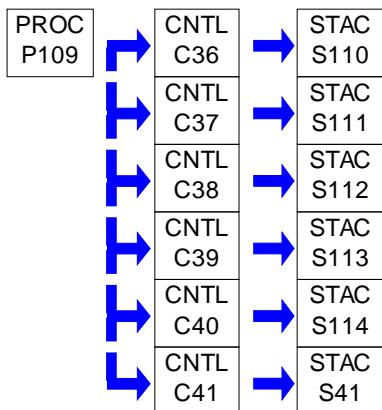 PROC
P109
CNTL
C36
STAC
S110
CNTL
C37
STAC
S111
CNTL
C38
STAC
S112
CNTL
C39
STAC
S113
CNTL
C40
STAC
S114
CNTL
C41
STAC
S41